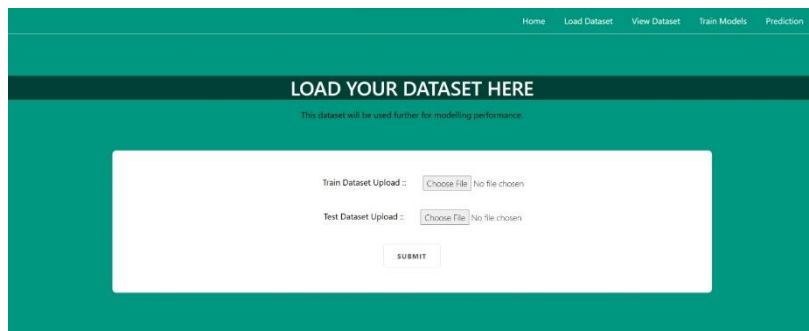 Home Load Dataset View Dataset Train Models Prediction
LOAD YOUR DATASET HERE
This dataset will be used further for modelling performance.
Train Dataset Upload :: Choose File No file chosen
Test Dataset Upload :: Choose File No file chosen
SUBMIT